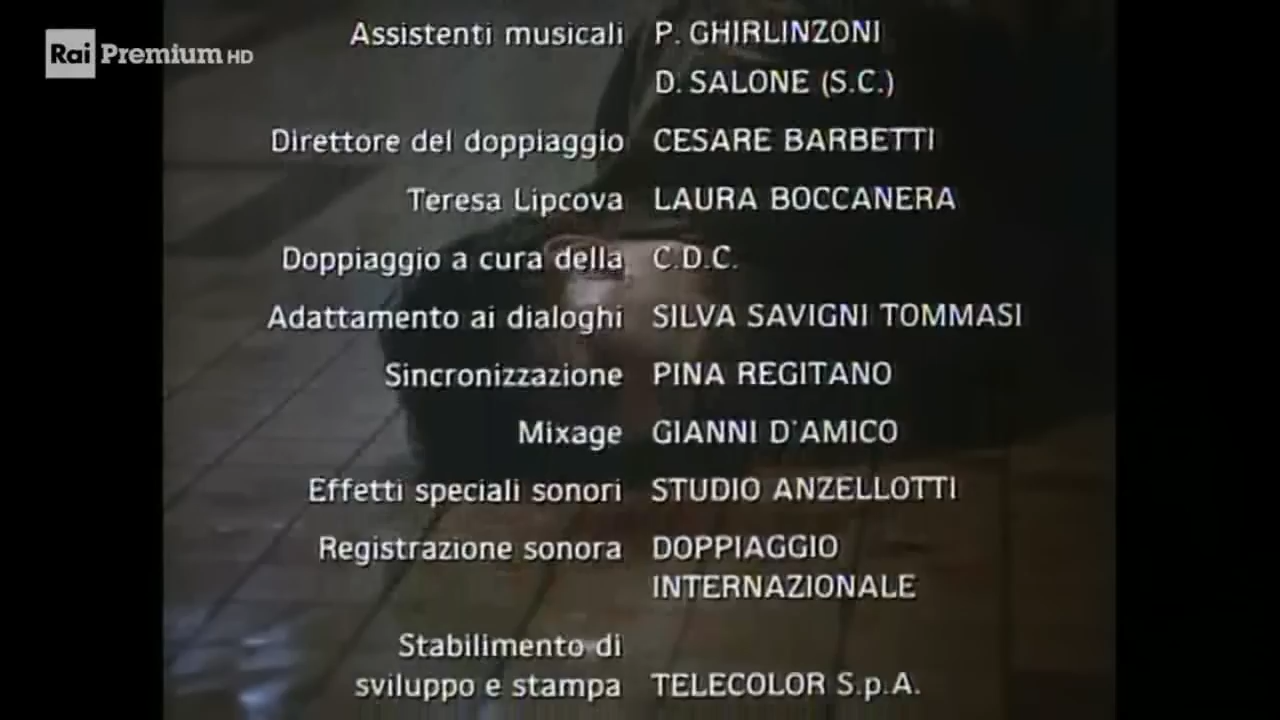 Rai Premium HD
Assistenti musicali P. GHIRLINZONI
D. SALONE (S.C.)
Direttore del doppiaggio CESARE BARBETTI
Teresa Lipcova LAURA BOCCANERA
Doppiaggio a cura della C.D.C.
Adattamento ai dialoghi SILVA SAVIGNI TOMMASI
Sincronizzazione PINA REGITANO
Mixage GIANNI D'AMICO
Effetti speciali sonori STUDIO ANZELLOTTI
Registrazione sonora DOPPIAGGIO
INTERNAZIONALE
Stabilimento di
sviluppo e stampa TELECOLOR S.p.A.